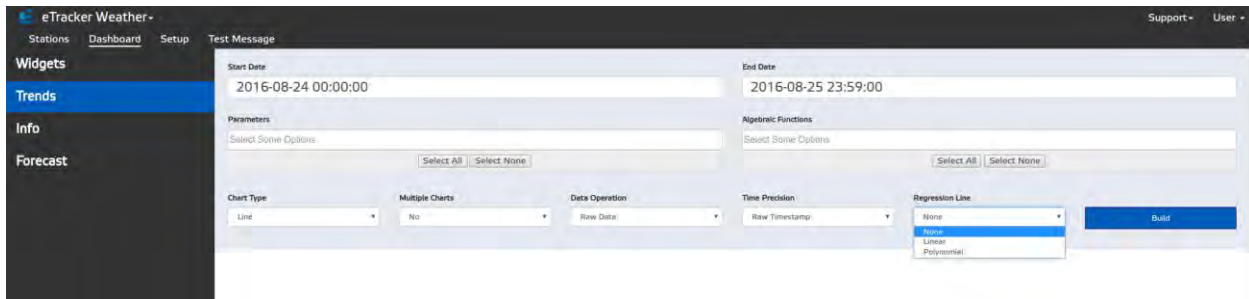 eTracker Weather
Support
User
Stations Dashboard Setup Test Message
Widgets
Trends
Info
Forecast
Start Date
End Date
2016-08-24 00:00:00
2016-08-25 23:59:00
Parameters
Algebraic Functions
Select Some Options
Select Some Options
Select All Select None
Select All Select None
Chart Type
Multiple Charts
Data Operation
Time Precision
Regression Line
Line
No
Raw Data
Raw Timestamp
None
Build
None
Linear
Polynomial